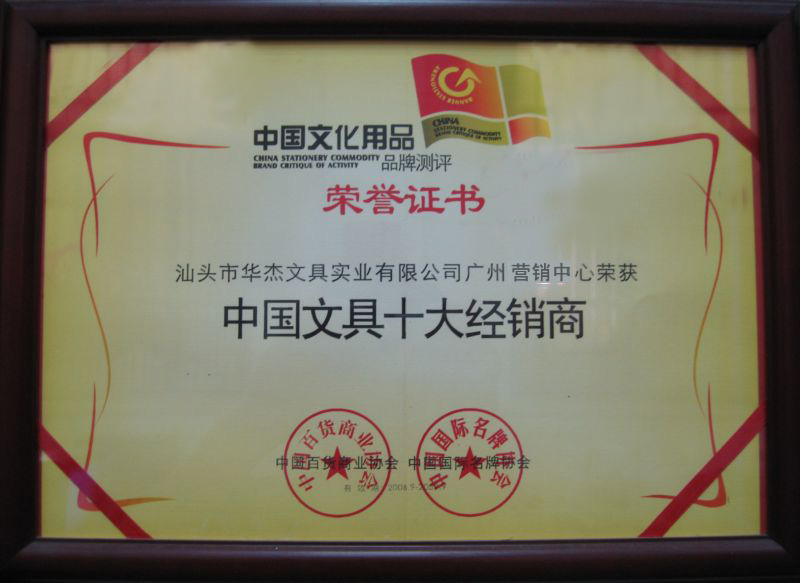 中国文化用品
CHINA STATIONERY COMMODITY
BRAND CRITIQUE OF ACTIVITY
品牌测评
CHINA
STATIONERY COMMODITY
BRAND CRITIQUE OF ACTIVITY
荣誉证书
汕头市华杰文具实业有限公司广州营销中心荣获
中国文具十大经销商
中国百货商业协会
中国国际名牌协会
中国百货商业协会 中国国际名牌协会